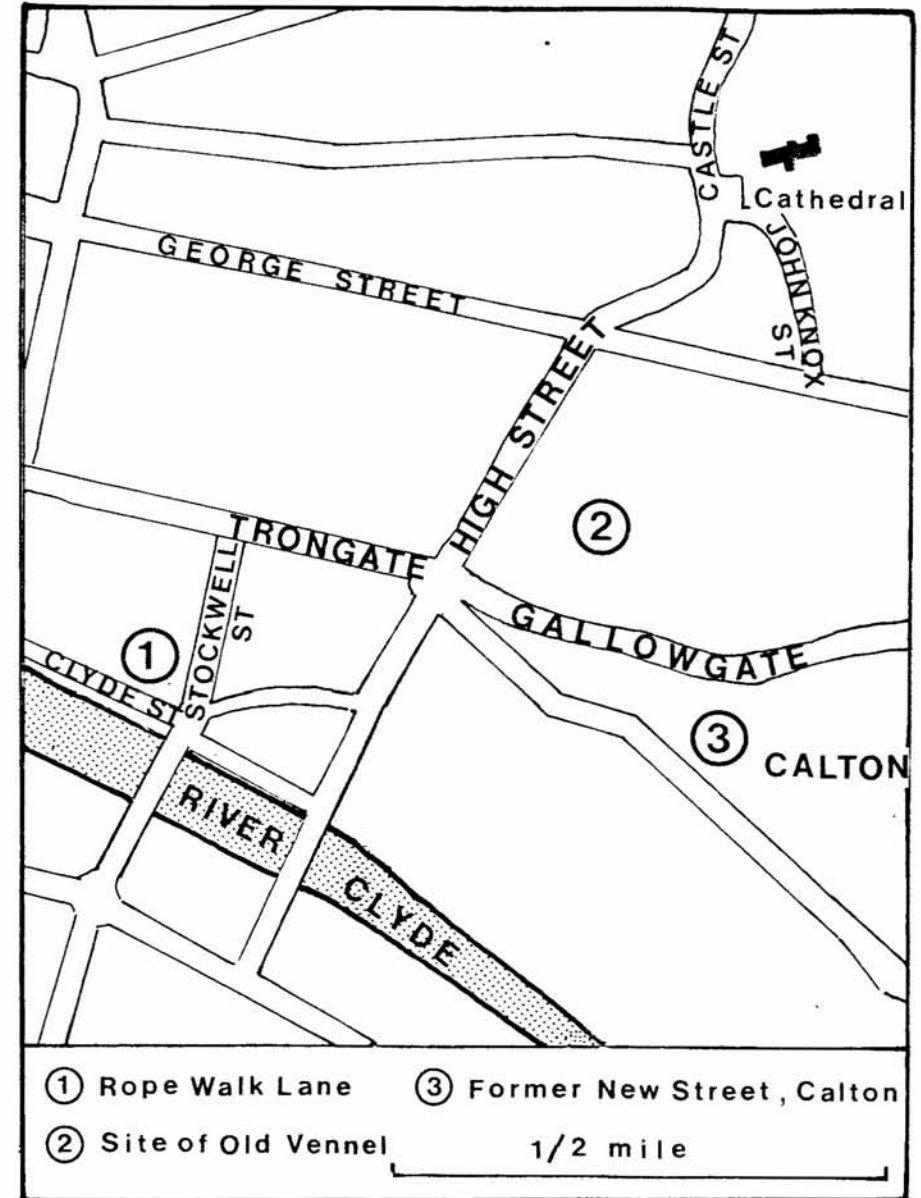 CASTLE ST
Cathedral
JOHN KNOX ST
GEORGE STREET
HIGH STREET
②
TRONGATE
STOCKWELL ST
GALLOWGATE
①
CLYDE ST
③
CALTON
RIVER CLYDE
① Rope Walk Lane
③ Former New Street, Calton
② Site of Old Vennel
1/2 mile